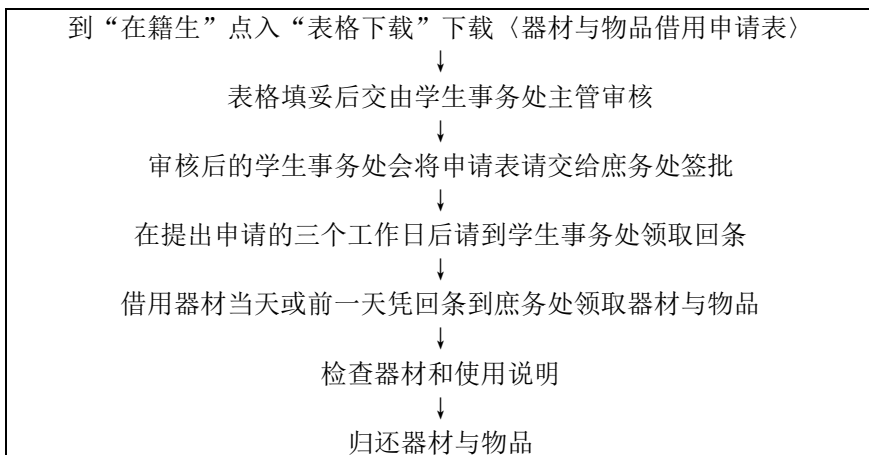 到“在籍生”点入“表格下载”下载〈器材与物品借用申请表〉
↓
表格填妥后交由学生事务处主管审核
↓
审核后的学生事务处会将申请表请交给庶务处签批
↓
在提出申请的三个工作日后请到学生事务处领取回条
↓
借用器材当天或前一天凭回条到庶务处领取器材与物品
↓
检查器材和使用说明
↓
归还器材与物品